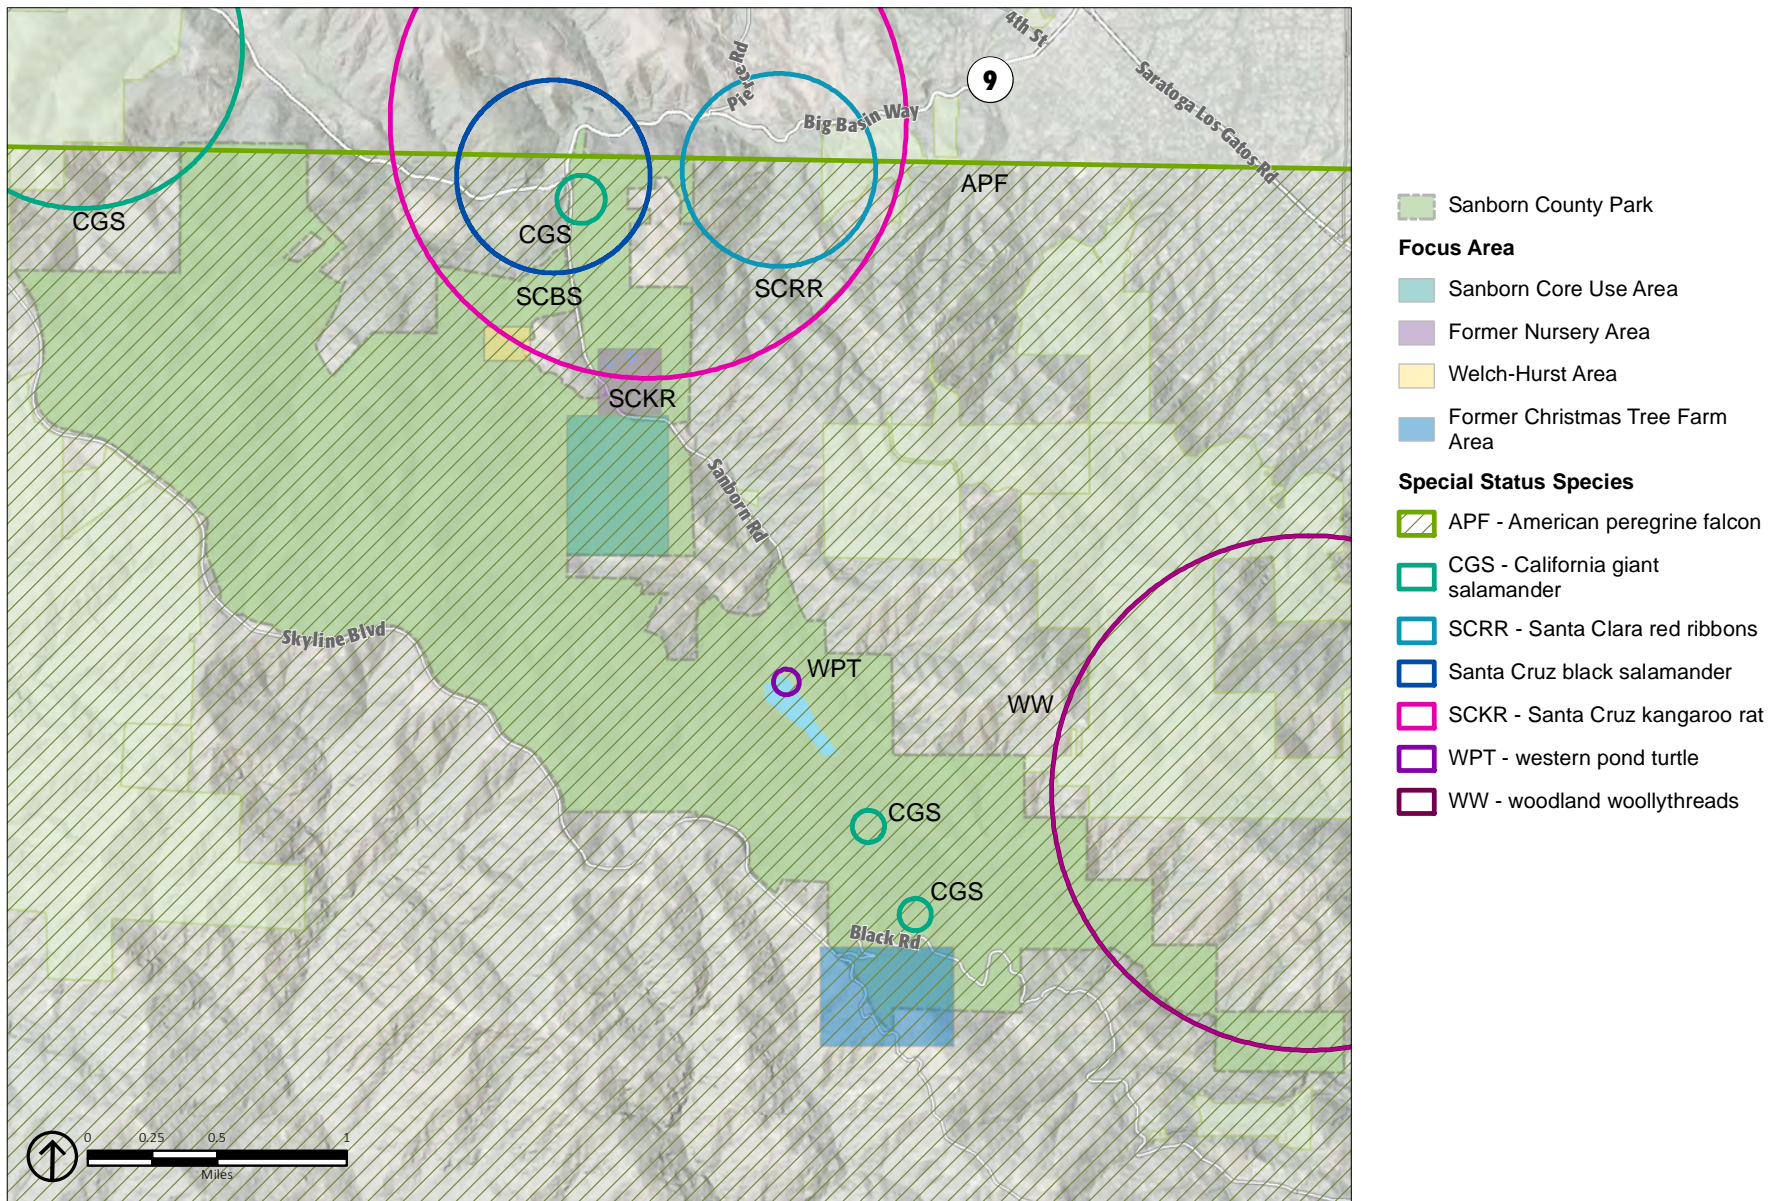 4th St
Pierce Rd
9
Big Basin Way
Saratoga Los Gatos Rd
APF
CGS
CGS
SCBS
SCRR
SCKR
Sanborn Rd
Skyline Blvd
WPT
WW
CGS
CGS
Black Rd
0 0.25 0.5 1
Miles
Sanborn County Park
Focus Area
Sanborn Core Use Area
Former Nursery Area
Welch-Hurst Area
Former Christmas Tree Farm
Area
Special Status Species
APF - American peregrine falcon
CGS - California giant
salamander
SCRR - Santa Clara red ribbons
Santa Cruz black salamander
SCKR - Santa Cruz kangaroo rat
WPT - western pond turtle
WW - woodland woollythreads